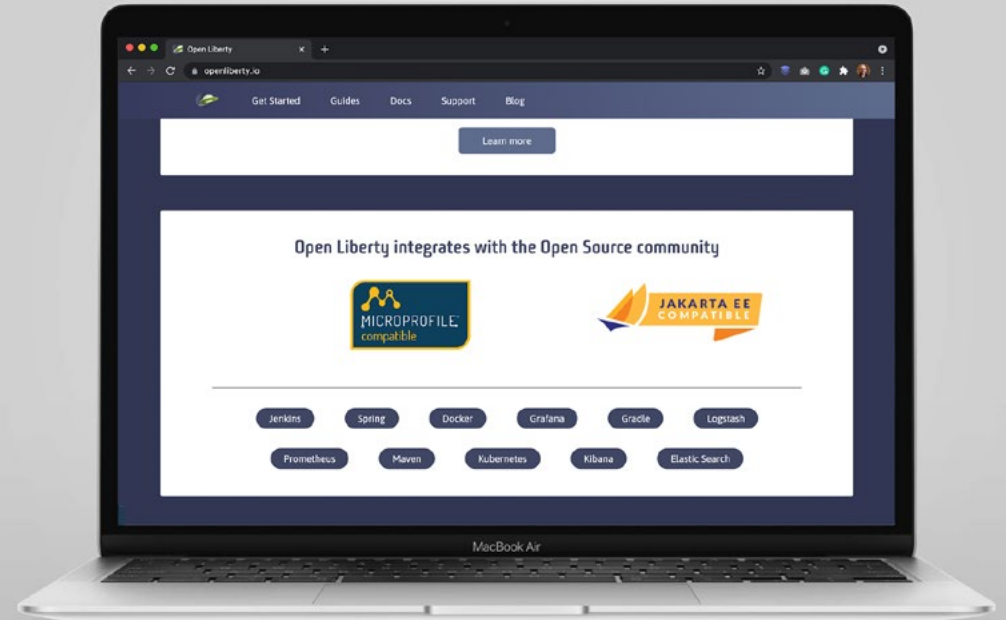 Open Liberty
openliberty.io
Get Started Guides Docs Support Blog
Learn more
Open Liberty integrates with the Open Source community
MICROPROFILE™
compatible
JAKARTA EE
COMPATIBLE
Jenkins Spring Docker Grafana Gradle Logstash
Prometheus Maven Kubernetes Kibana Elastic Search
MacBook Air